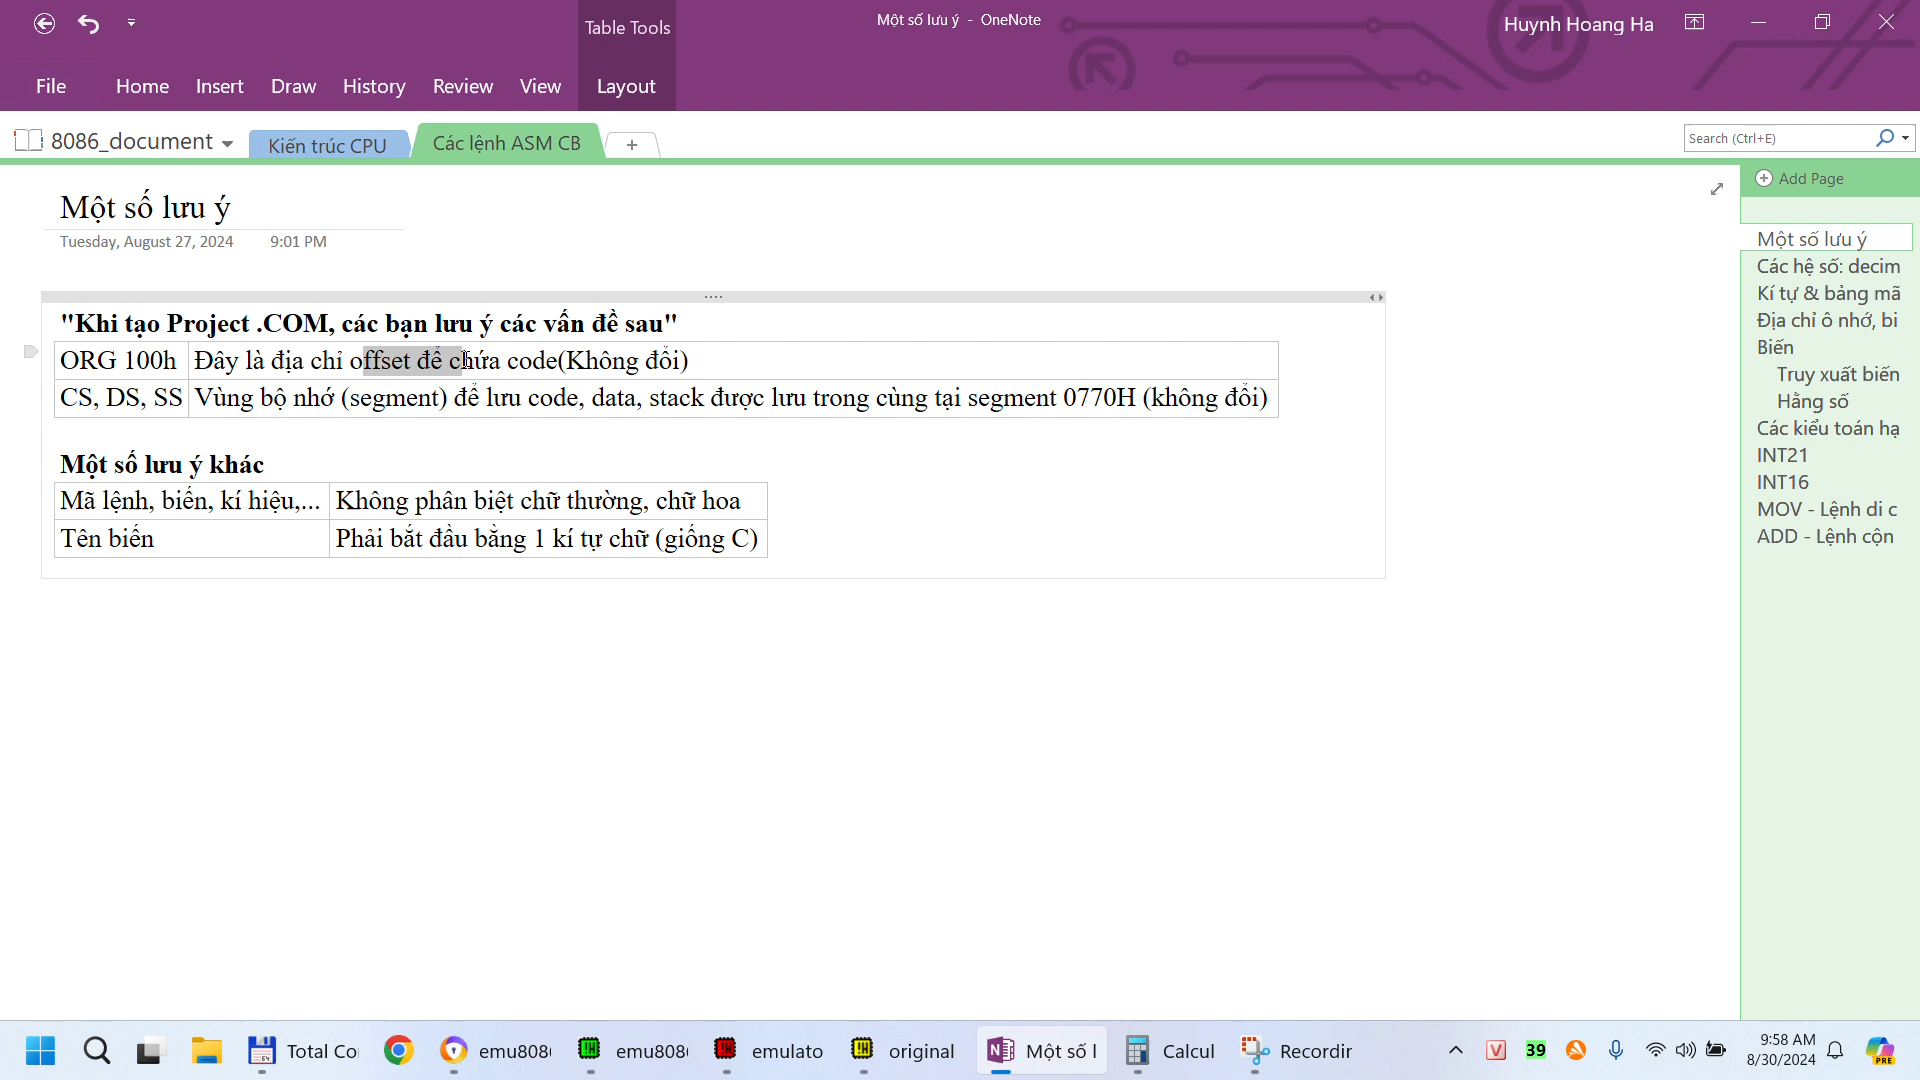 Table Tools
Một số lưu ý - OneNote
Huynh Hoang Ha
File Home Insert Draw History Review View Layout
8086_document
Kiến trúc CPU
Các lệnh ASM CB
+
Search (Ctrl+E)
Add Page
Một số lưu ý
Tuesday, August 27, 2024 9:01 PM
"Khi tạo Project .COM, các bạn lưu ý các vấn đề sau"
ORG 100h Đây là địa chỉ offset để chứa code(Không đổi)
CS, DS, SS Vùng bộ nhớ (segment) để lưu code, data, stack được lưu trong cùng tại segment 0770H (không đổi)
Một số lưu ý khác
Mã lệnh, biến, kí hiệu,... Không phân biệt chữ thường, chữ hoa
Tên biến Phải bắt đầu bằng 1 kí tự chữ (giống C)
Một số lưu ý
Các hệ số: decim
Kí tự & bảng mã
Địa chỉ ô nhớ, bi
Biến
Truy xuất biến
Hằng số
Các kiểu toán hạ
INT21
INT16
MOV - Lệnh di c
ADD - Lệnh cộn
Total Co
emu808
emu808
emulato
original
Một số l
Calcul
Recordir
V
39
9:58 AM
8/30/2024
PRE